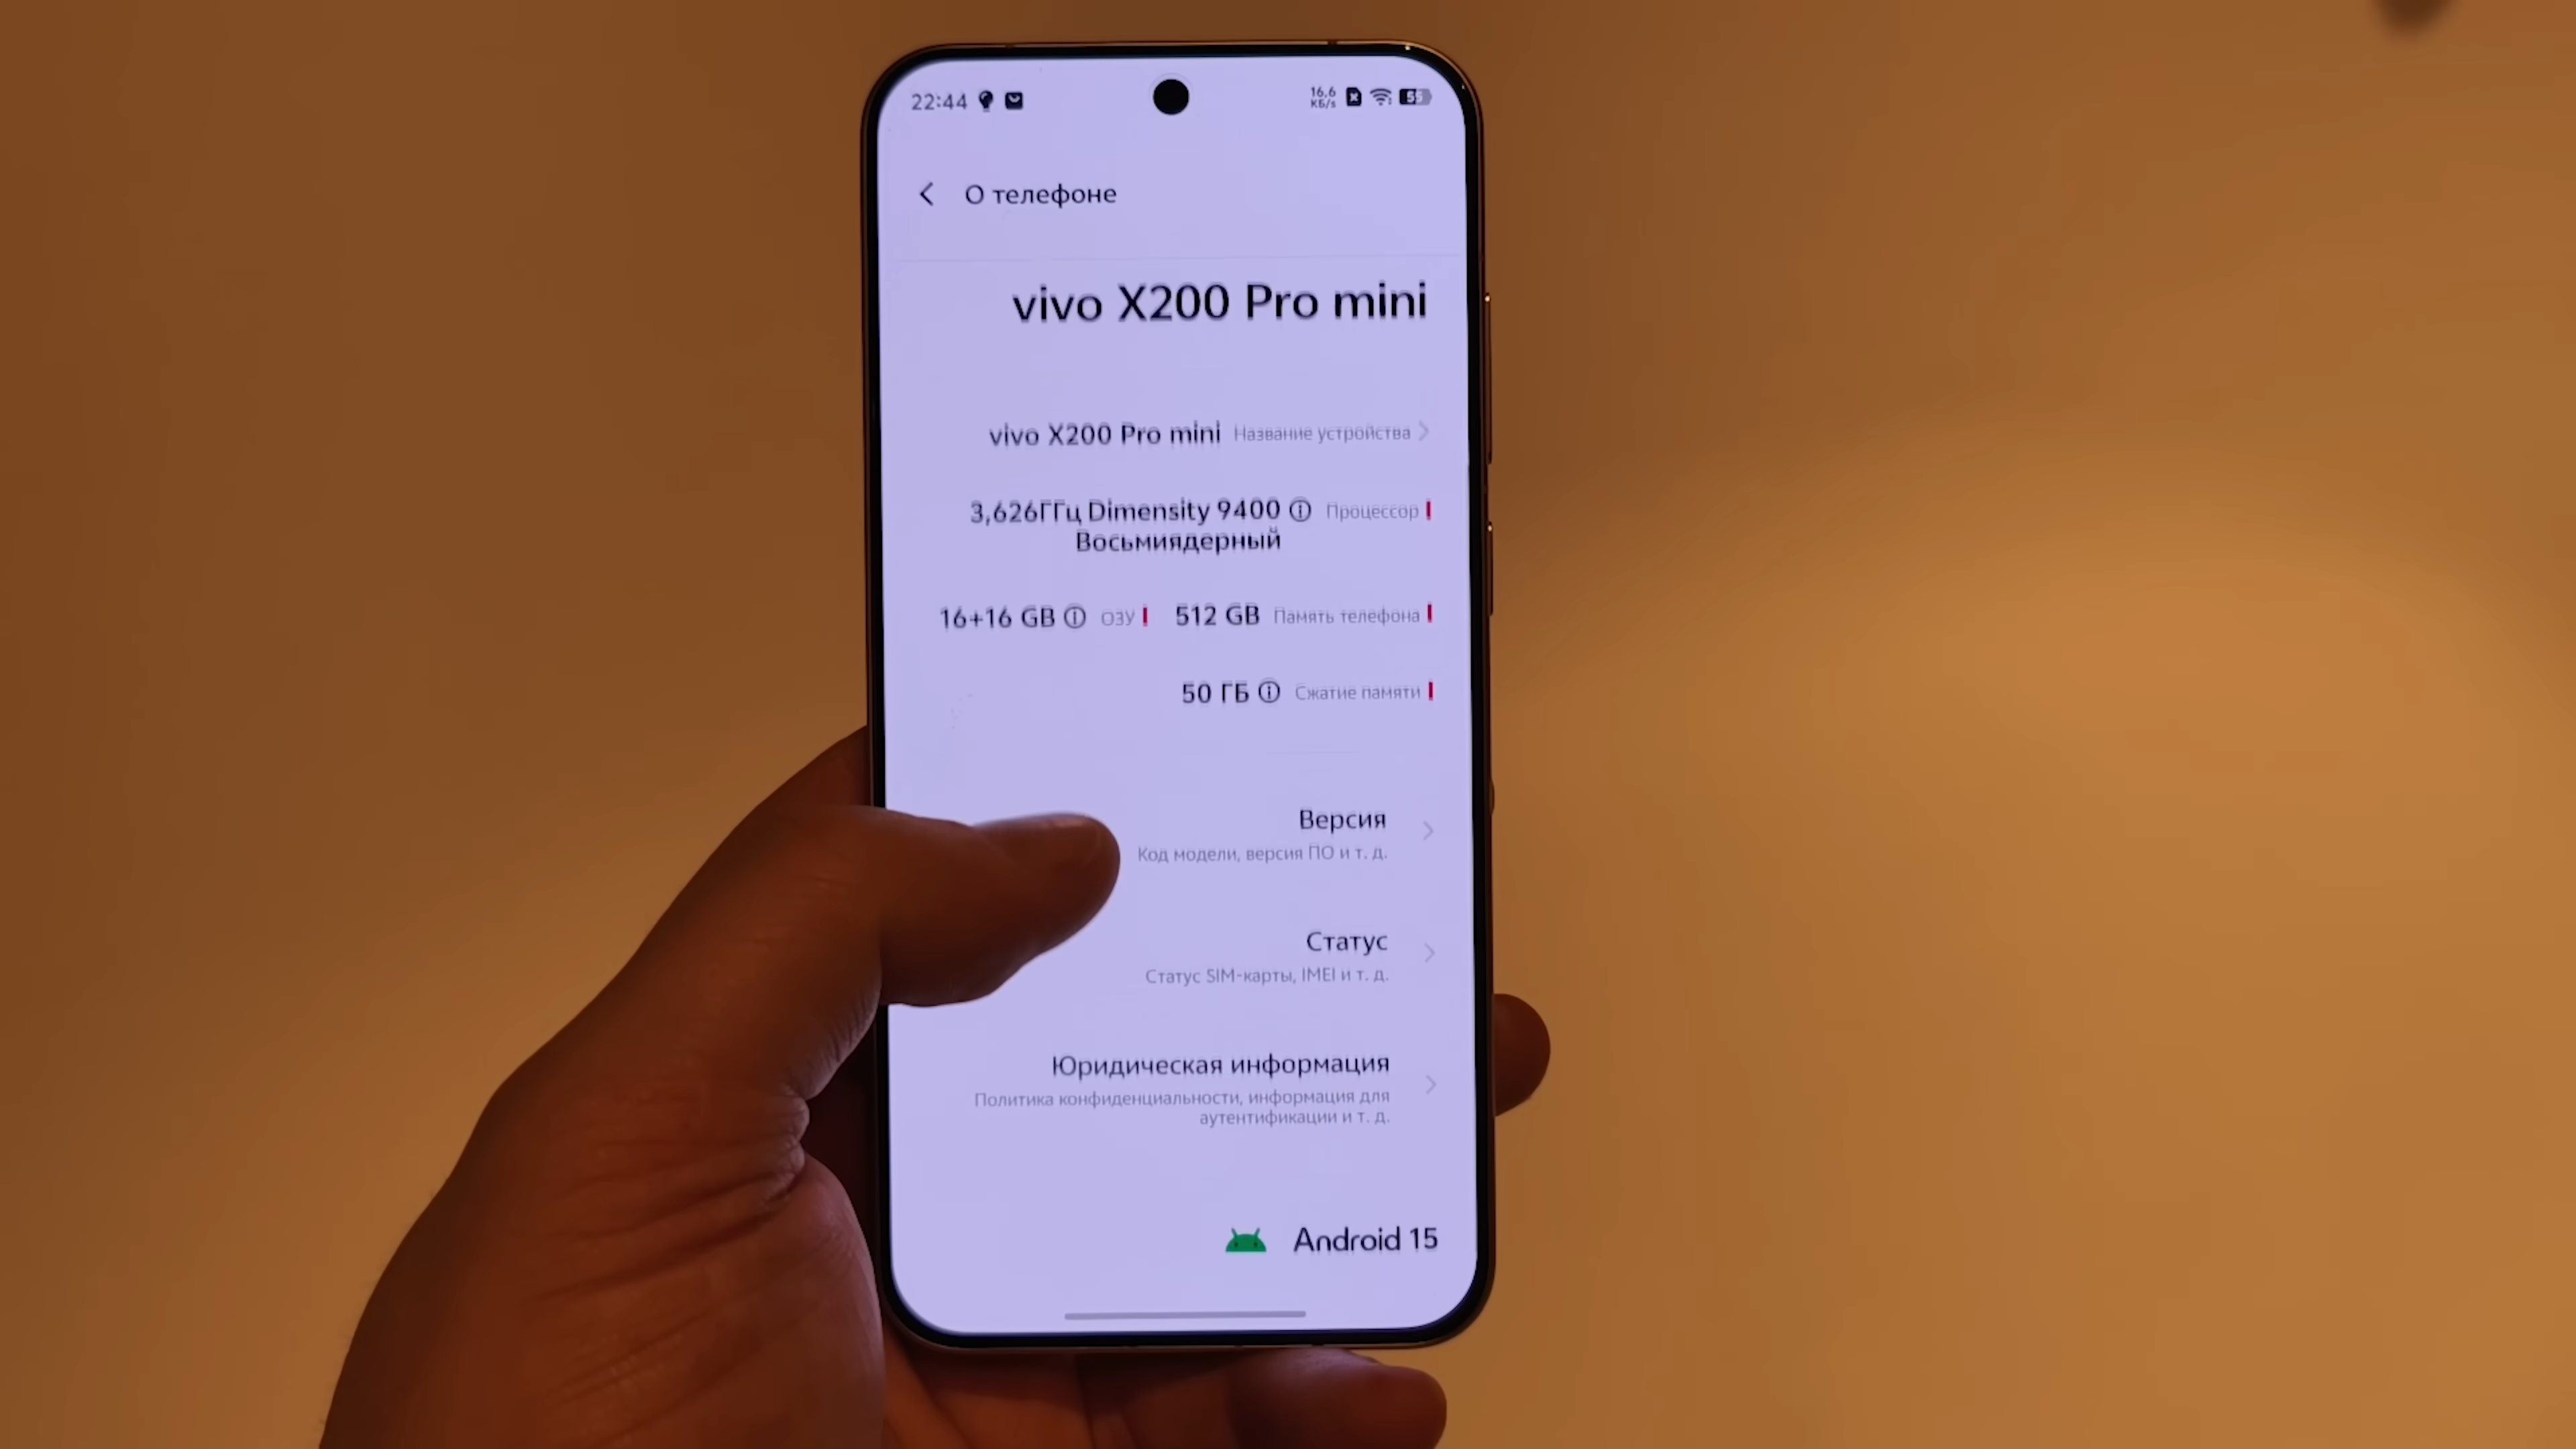 22:44
16.6
КБ/s
О телефоне
vivo X200 Pro mini
vivo X200 Pro mini Название устройства
3,626ГГц Dimensity 9400 Процессор
Восьмиядерный
16+16 GB ОЗУ 512 GB Память телефона
50 ГБ Сжатие памяти
Версия
Код модели, версия ПО и т. д.
Статус
Статус SIM-карты, IMEI и т. д.
Юридическая информация
Политика конфиденциальности, информация для
аутентификации и т. д.
Android 15